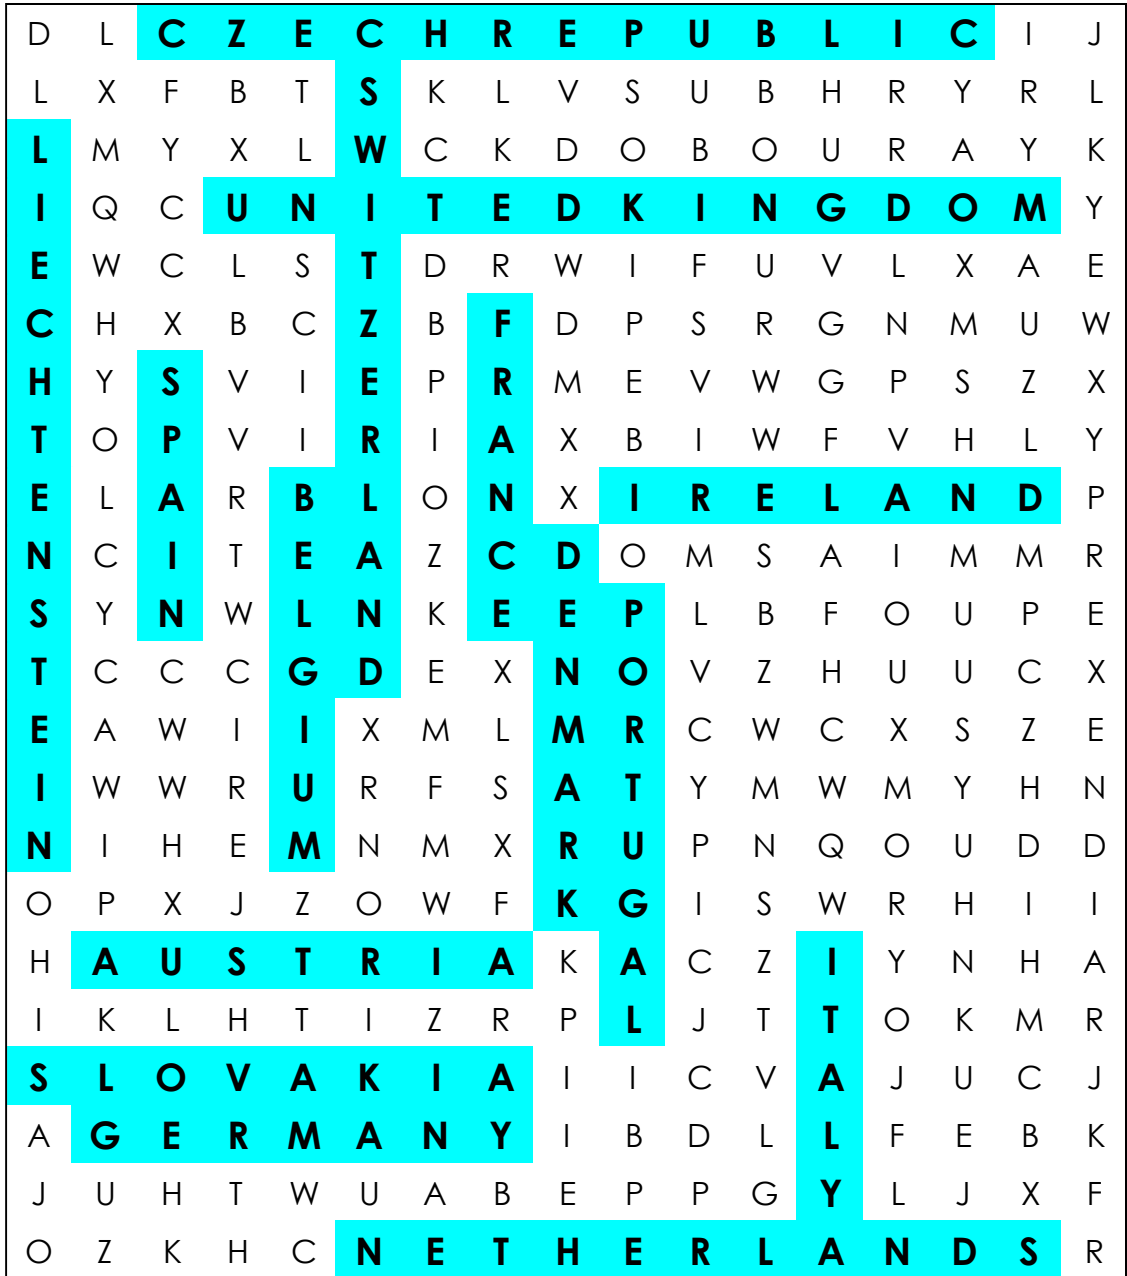 D L C Z E C H R E P U B L I C I J
L X F B T S K L V S U B H R Y R L
L M Y X L W C K D O B O U R A Y K
I Q C U N I T E D K I N G D O M Y
E W C L S T D R W I F U V L X A E
C H X B C Z B F D P S R G N M U W
H Y S V I E P R M E V W G P S Z X
T O P V I R I A X B I W F V H L Y
E L A R B L O N X I R E L A N D P
N C I T E A Z C D O M S A I M M R
S Y N W L N K E E P L B F O U P E
T C C C G D E X N O V Z H U U C X
E A W I I X M L M R C W C X S Z E
I W W R U R F S A T Y M W M Y H N
N I H E M N M X R U P N Q O U D D
O P X J Z O W F K G I S W R H I I
H A U S T R I A K A C Z I Y N H A
I K L H T I Z R P L J T T O K M R
S L O V A K I A I I C V A J U C J
A G E R M A N Y I B D L L F E B K
J U H T W U A B E P P G Y L J X F
O Z K H C N E T H E R L A N D S R